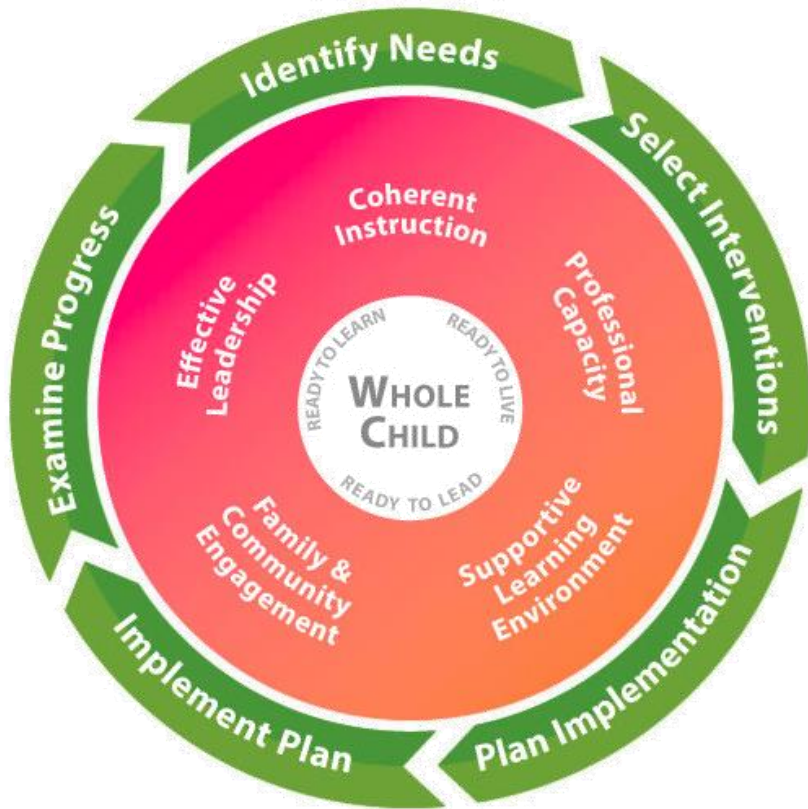 Identify Needs
Select Interventions
Plan Implementation
Implement Plan
Examine Progress
Coherent
Instruction
Professional
Capacity
Supportive
Learning
Environment
Family &
Community
Engagement
Effective
Leadership
READY TO LEARN
READY TO LIVE
WHOLE
CHILD
READY TO LEAD